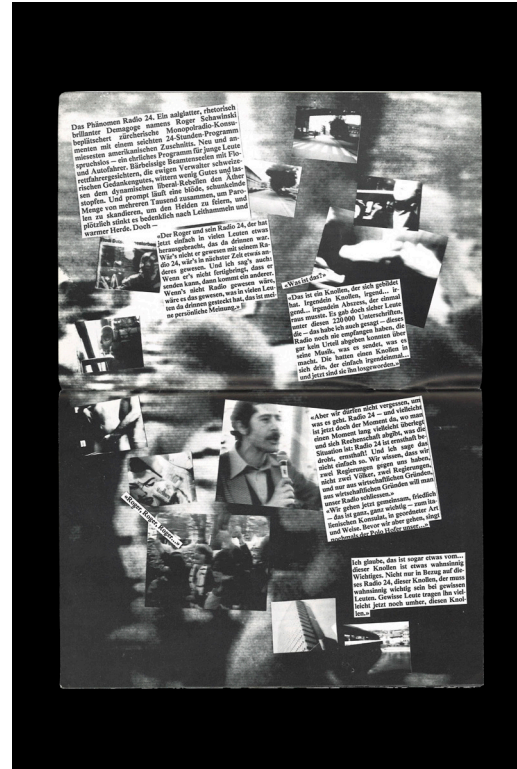 Das Phänomen Radio 24. Ein aalglatter, rhetorisch
brillanter Demagoge namens Roger Schawinski
beplätschert zürcherische Monopolradio-Konsu-
menten mit einem seichten 24-Stunden-Programm
miesesten amerikanischen Zuschnitts. Neu und an-
spruchslos – ein ehrliches Programm für junge Leute
und Autofahrer. Bärbeissige Beamtenseelen mit Flo-
rettfahrergesichtern, die ewigen Verwalter schweize-
rischen Gedankengutes, wittern wenig Gutes und las-
sen dem dynamischen liberal-Rebellen den Äther
stopfen. Und prompt läuft eine blöde, schunkelnde
Menge von mehreren Tausend zusammen, um Paro-
len zu skandieren, um den Helden zu feiern, und
plötzlich stinkt es bedenklich nach Leithammeln und
warmer Herde. Doch –
«Der Roger und sein Radio 24, der hat
jetzt einfach in vielen Leuten etwas
herausgebracht, das da drinnen war.
Wär's nicht er gewesen mit seinem Ra-
dio 24, wär's in nächster Zeit etwas an-
deres gewesen. Und ich sag's auch:
Wenn er's nicht fertigbringt, dass er
senden kann, dann kommt ein anderer.
Wenn's nicht Radio gewesen wäre,
wäre es das gewesen, was in vielen Leu-
ten da drinnen gesteckt hat, das ist mei-
ne persönliche Meinung.»
«Was ist das?»
«Das ist ein Knollen, der sich gebildet
hat. Irgendein Knollen, irgend... ir-
gend... irgendein Abszess, der einmal
raus musste. Es gab doch sicher Leute
unter diesen 220 000 Unterschriften,
die – das habe ich auch gesagt – dieses
Radio noch nie empfangen haben, die
gar kein Urteil abgeben konnten über
seine Musik, was es sendet, was es
macht. Die hatten einen Knollen in
sich drin, der einfach irgendeinmal...
und jetzt sind sie ihn losgeworden.»
«Aber wir dürfen nicht vergessen, um
was es geht. Radio 24 – und vielleicht
ist jetzt doch der Moment da, wo man
einen Moment lang vielleicht überlegt
und sich Rechenschaft abgibt, was die
Situation ist: Radio 24 ist ernsthaft be-
droht, ernsthaft! Und ich sage das
nicht einfach so. Wir wissen, dass wir
zwei Regierungen gegen uns haben,
nicht zwei Völker, zwei Regierungen,
und nur aus wirtschaftlichen Gründen,
aus wirtschaftlichen Gründen will man
unser Radio schliessen.»
«Wir gehen jetzt gemeinsam, friedlich
– das ist ganz, ganz wichtig – zum ita-
lienischen Konsulat, in geordneter Art
und Weise. Bevor wir aber gehen, singt
nochmals der Polo Hofer unser...»
«Roger, Roger, Roger...»
Ich glaube, das ist sogar etwas vom...
dieser Knollen ist etwas wahnsinnig
Wichtiges. Nicht nur in Bezug auf die-
ses Radio 24, dieser Knollen, der muss
wahnsinnig wichtig sein bei gewissen
Leuten. Gewisse Leute tragen ihn viel-
leicht jetzt noch umher, diesen Knol-
len.»